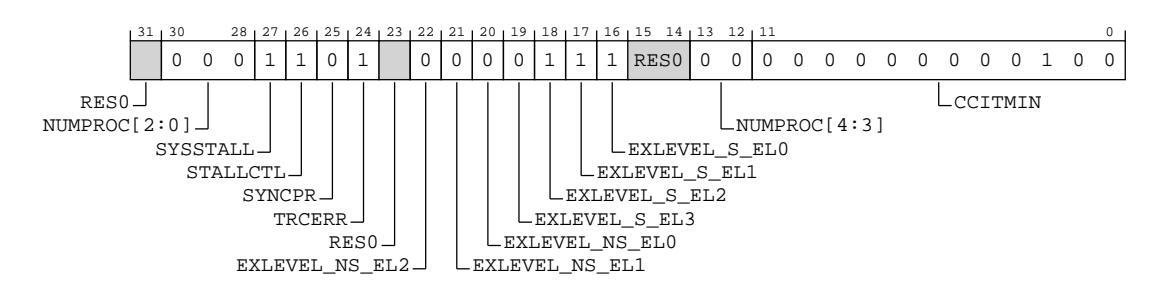 31 30 28 27 26 25 24 23 22 21 20 19 18 17 16 15 14 13 12 11 0
0 0 0 1 1 0 1 0 0 0 0 1 1 1 RES0 0 0 0 0 0 0 0 0 0 0 0 1 0 0
RES0 CCITMIN
NUMPROC[2:0] NUMPROC[4:3]
SYSSTALL EXLEVEL_S_EL0
STALLCTL EXLEVEL_S_EL1
SYNCPR EXLEVEL_S_EL2
TRCERR EXLEVEL_S_EL3
RES0 EXLEVEL_NS_EL0
EXLEVEL_NS_EL2 EXLEVEL_NS_EL1